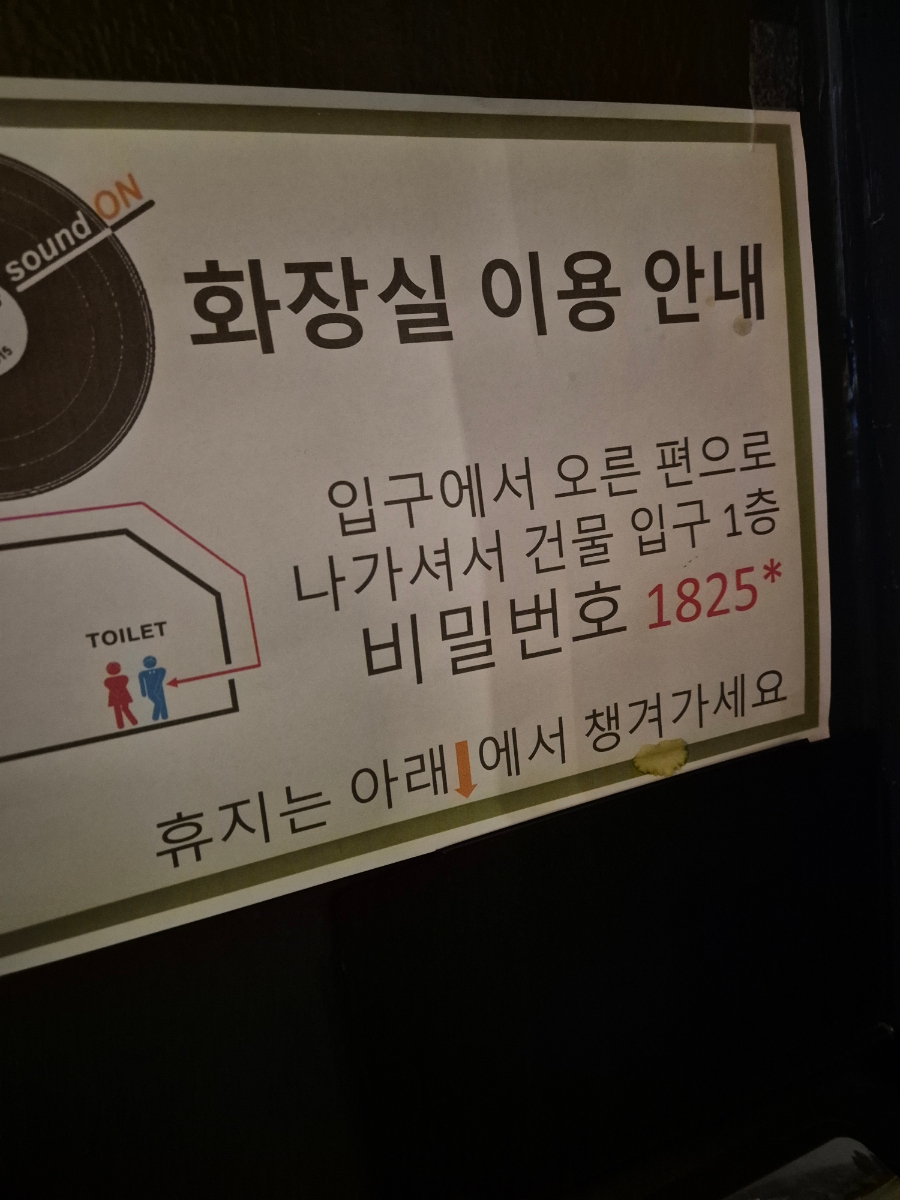 sound ON
화장실 이용 안내
입구에서 오른 편으로
나가셔서 건물 입구 1층
비밀번호 1825*
TOILET
휴지는 아래⬇에서 챙겨가세요